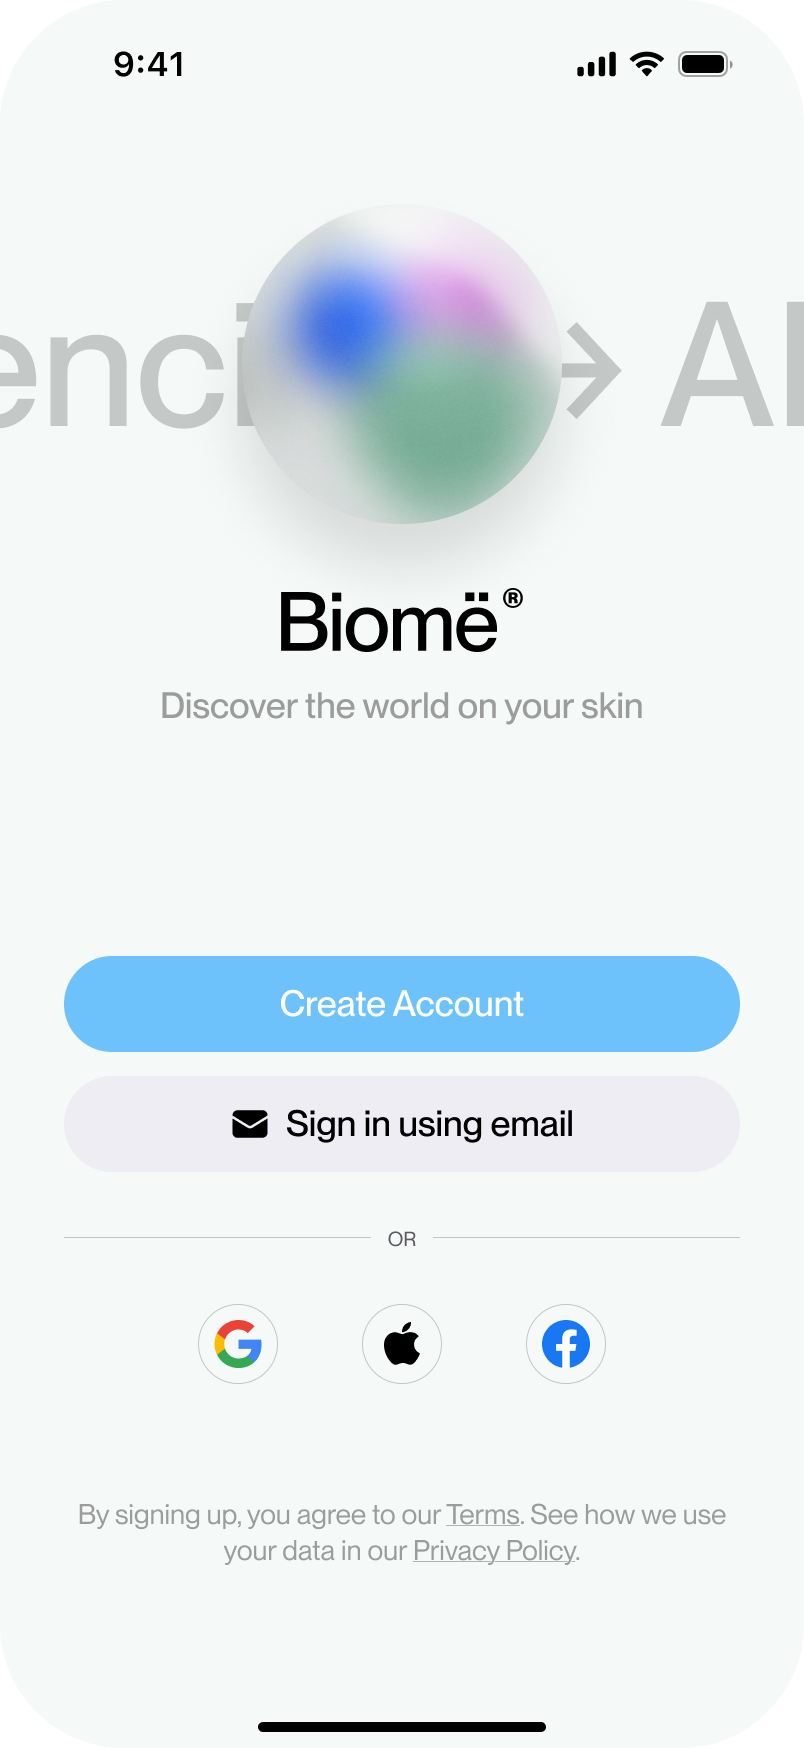 9:41
enci → AI
Biomë®
Discover the world on your skin
Create Account
Sign in using email
OR
By signing up, you agree to our Terms. See how we use
your data in our Privacy Policy.